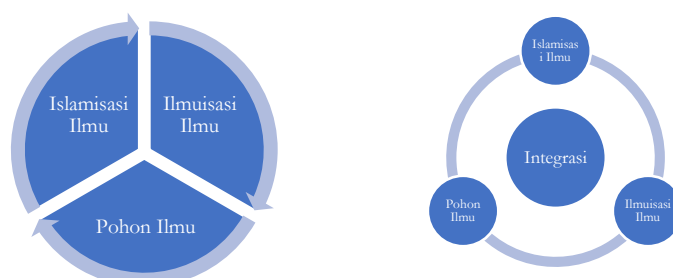 Islamisasi
Ilmu
Ilmuisasi
Ilmu
Pohon Ilmu
Islamisas
i Ilmu
Integrasi
Pohon
Ilmu
Ilmuisasi
Ilmu